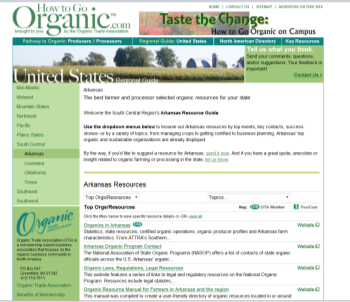 How to Go
Organic.com
brought to you by the Organic Trade Association
HOME | CONTACT US | SITEMAP | ADVERTISE ON THIS SITE
Taste the Change:
How to Go Organic on Campus
Pathway to Organic: Producers | Processors
Regional Guide: United States
North American Directory
Key Resources
Tell us what you think.
Send your comments, questions and/or suggestions. Your feedback is important!
Contact Us
United States Regional Guide
Mid-Atlantic
Midwest
Mountain States
Northeast
Pacific
Plains States
South Central
Arkansas
Louisiana
Oklahoma
Texas
Southeast
Southwest
Arkansas
The best farmer and processor selected organic resources for your state
Welcome the South Central Region's Arkansas Resource Guide.
Use the dropdown menus below to browse our Arkansas resources by top events, key contacts, success
stories--or by a variety of topics, from managing crops to getting certified to business planning. Arkansas' top
organic and sustainable organizations are already displayed.
By the way, if you'd like to suggest a resource for Arkansas, send it now. And if you have a great quote, anecdote or
insight related to organic farming or processing in the state, let us know.
Arkansas Resources
Top Orgs/Resources
Topics...
Top Orgs/Resources
Key:
OTA Member
Fee/Cost
Click the titles below to view specific resource details or -OR- view all
Organics in Arkansas
Website
Statistics, state resources, certified organic operations, organic producer profiles and Arkansas farm
characteristics. From ATTRA's Southern...
Arkansas Organic Program Contact
Website
The National Association of State Organic Programs (NASOP) offers a list of contacts of state organic
officials across the U.S. Arkansas' organic...
Organic Laws, Regulations, Legal Resources
Website
This website features a set of links to legal and regulatory resources on the National Organic
Program. Resources include legal statutes,...
Organic Resource Manual for Farmers in Arkansas and the region
Website
This manual was compiled to create a user-friendly directory of organic resources located in or around
Organic
Organic Trade Association (OTA) is
a membership-based business
association that focuses on the
organic business community in
North America.
PO Box 547
Greenfield, MA 01302
413-774-7511
Organic Trade Association
Benefits of Membership